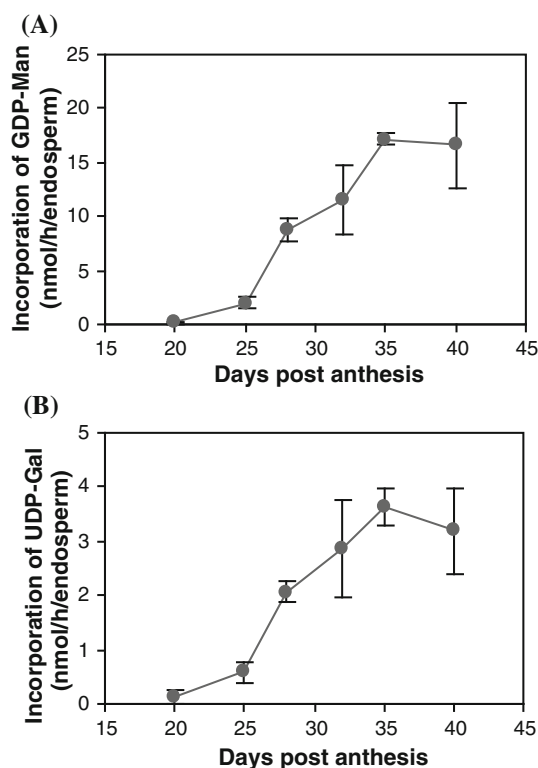 (A)
Incorporation of GDP-Man
(nmol/h/endosperm)
25
20
15
10
5
0
15 20 25 30 35 40 45
Days post anthesis
(B)
Incorporation of UDP-Gal
(nmol/h/endosperm)
5
4
3
2
1
0
15 20 25 30 35 40 45
Days post anthesis